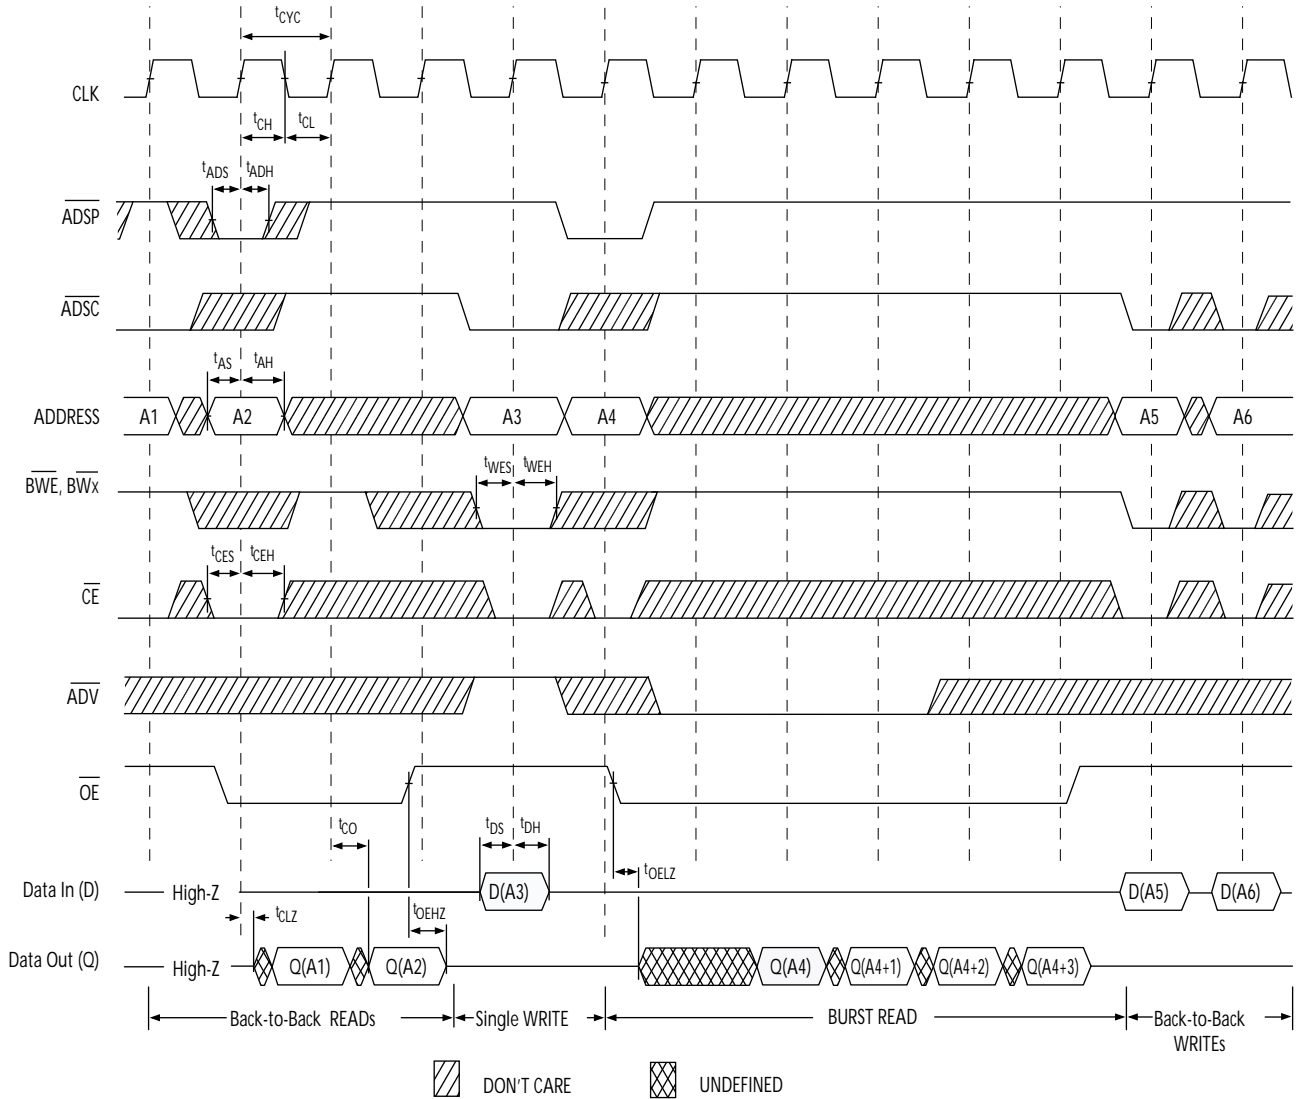 tCYC
CLK
tCH tCL
tADS tADH
ADSP
ADSC
tAS tAH
ADDRESS A1 A2 A3 A4 A5 A6
tWES tWEH
BWE, BWx
tCES tCEH
CE
ADV
OE
tCO tDS tDH
tOELZ
Data In (D) High-Z D(A3) D(A5) D(A6)
tCLZ tOEHZ
Data Out (Q) High-Z Q(A1) Q(A2) Q(A4) Q(A4+1) Q(A4+2) Q(A4+3)
Back-to-Back READs Single WRITE BURST READ Back-to-Back
WRITEs
DON'T CARE UNDEFINED